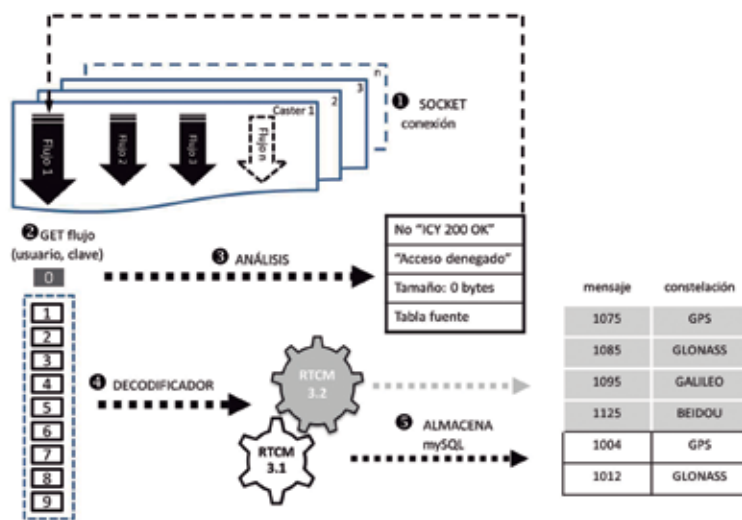 n
3
2
Caster 1
❶ SOCKET
conexión
Flujo 1
Flujo 2
Flujo 3
Flujo n
❷ GET flujo
(usuario, clave)
0
❸ ANÁLISIS
No "ICY 200 OK"
"Acceso denegado"
Tamaño: 0 bytes
Tabla fuente
1
2
3
4
5
6
7
8
9
❹ DECODIFICADOR
RTCM
3.2
RTCM
3.1
❺ ALMACENA
mySQL
mensaje constelación
1075 GPS
1085 GLONASS
1095 GALILEO
1125 BEIDOU
1004 GPS
1012 GLONASS